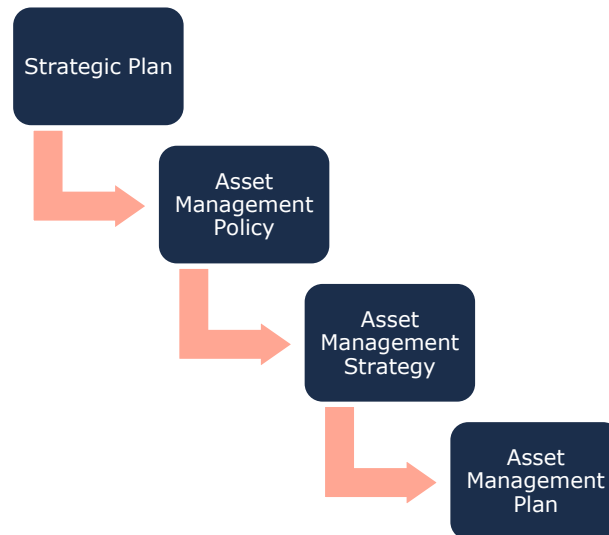 Strategic Plan
Asset
Management
Policy
Asset
Management
Strategy
Asset
Management
Plan